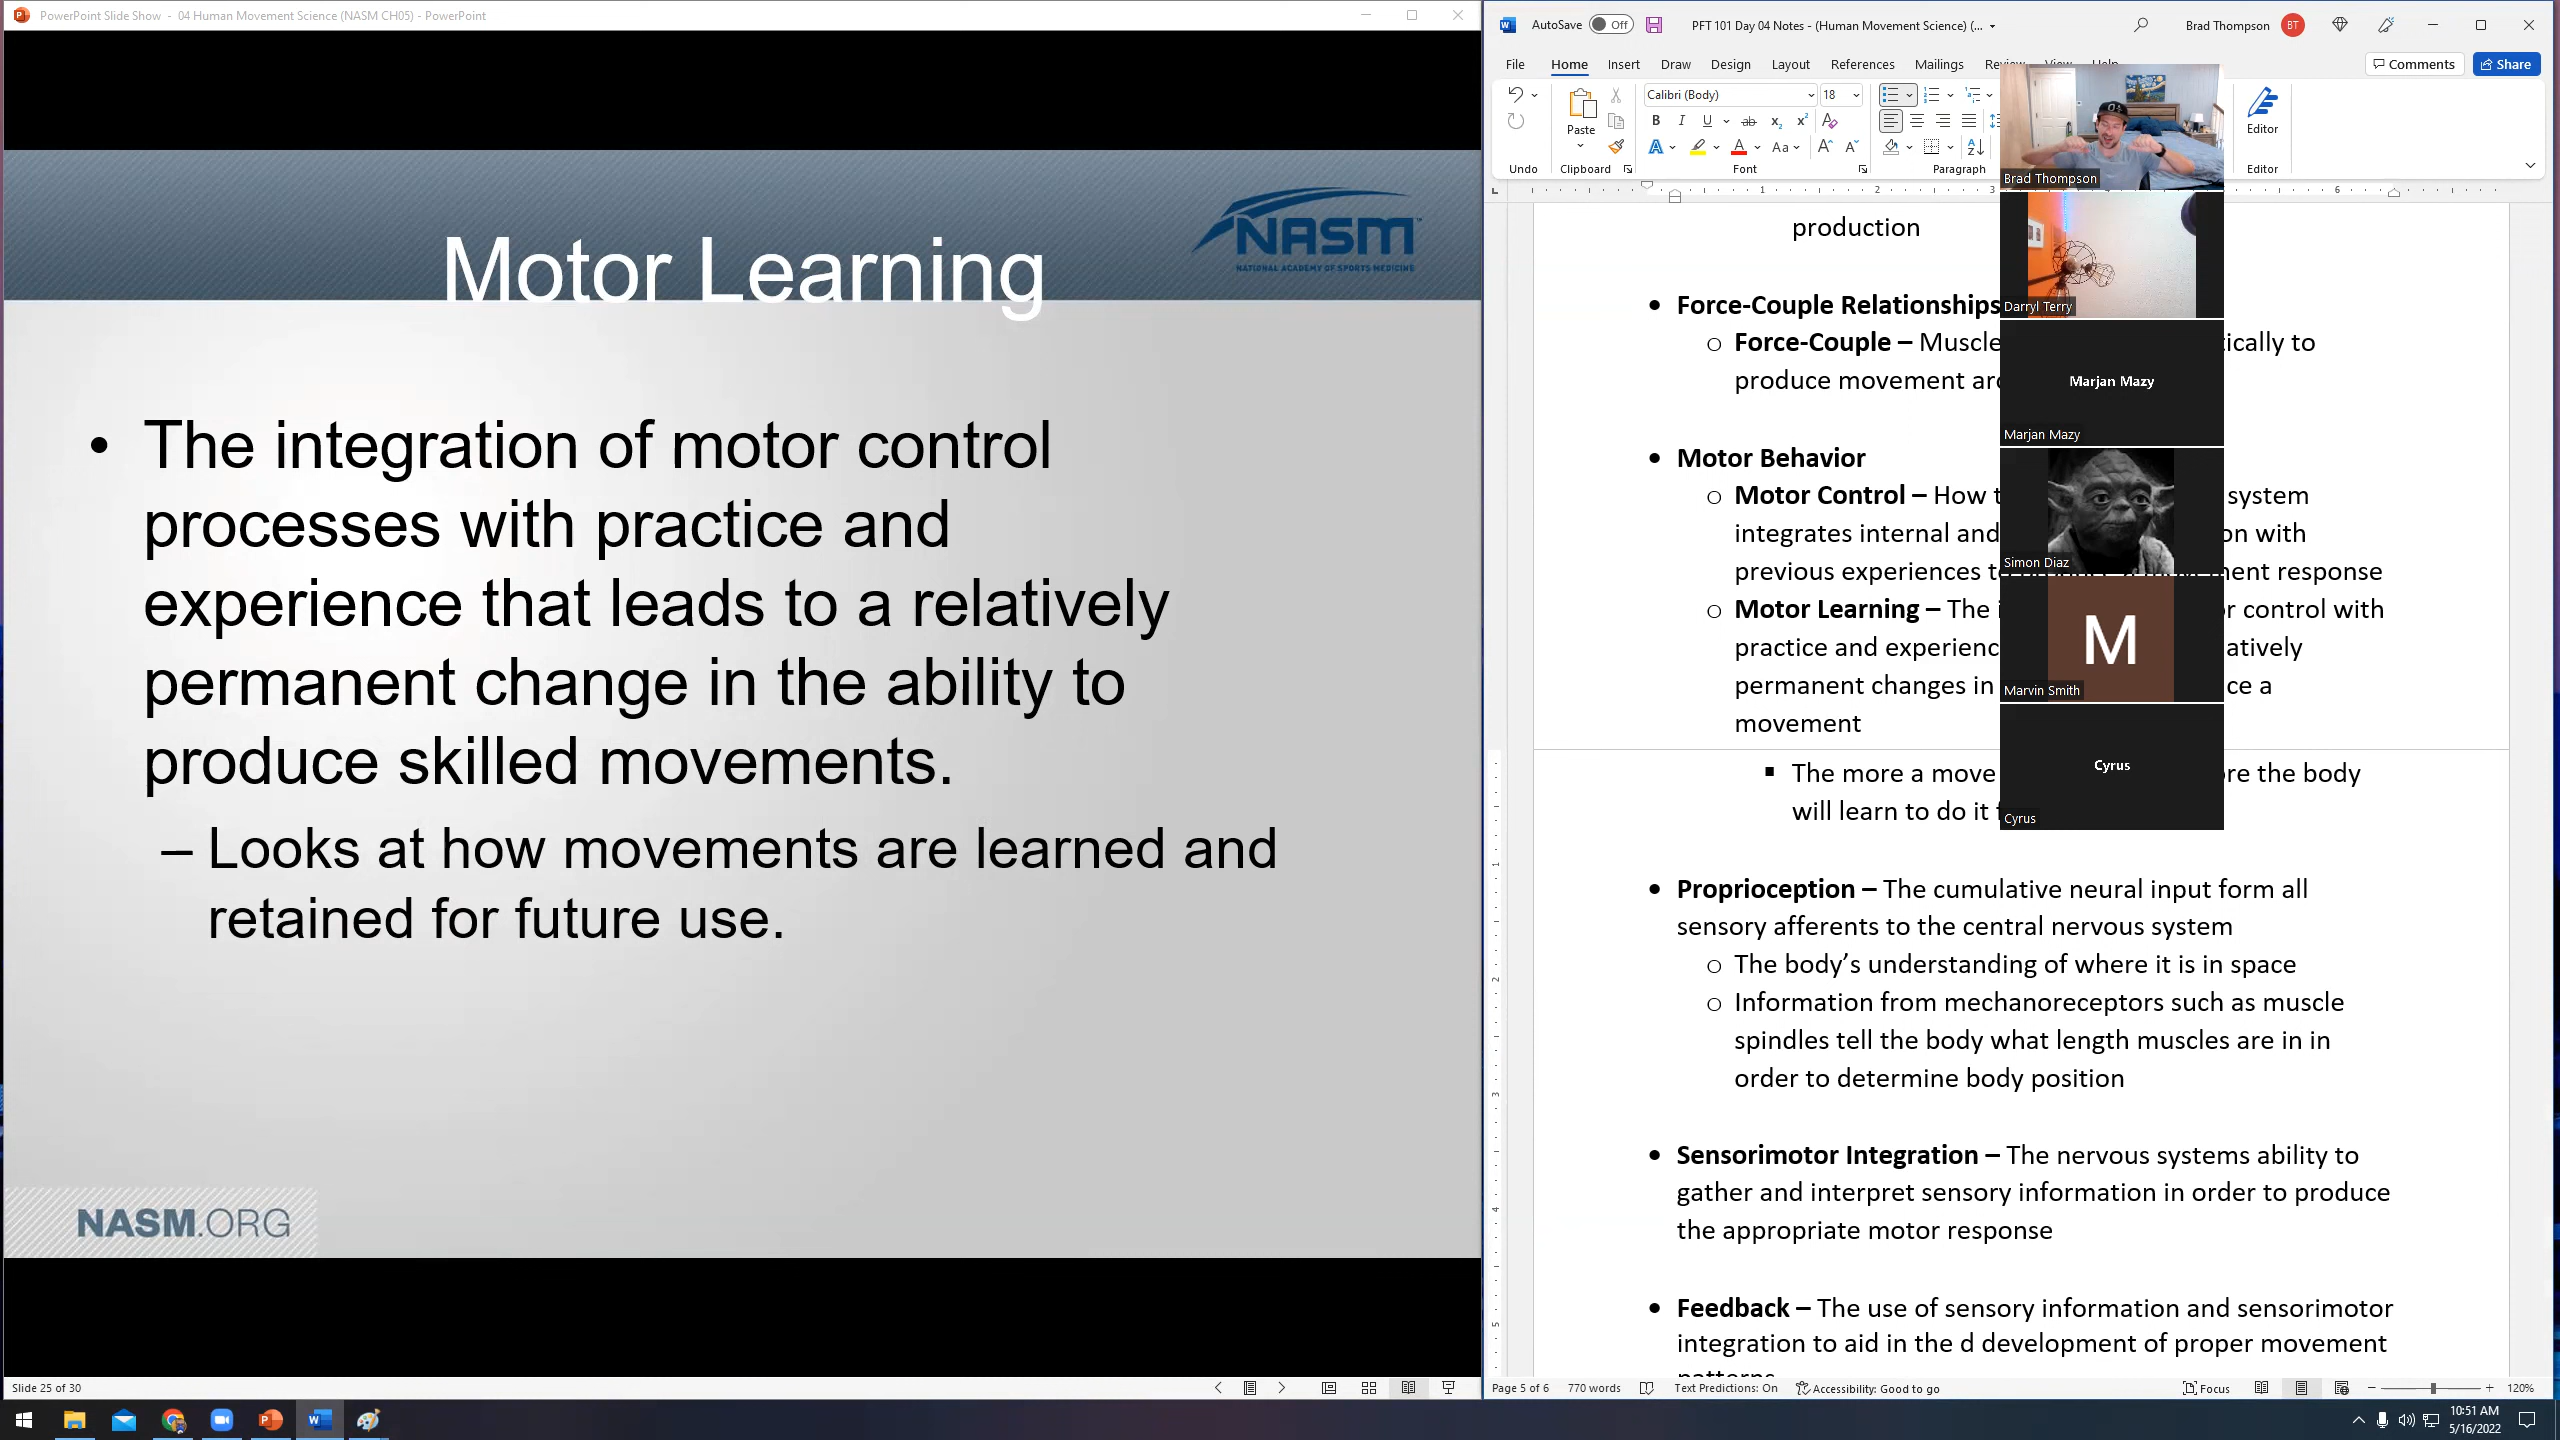 PowerPoint Slide Show - 04 Human Movement Science (NASM CH05) - PowerPoint
Motor Learning
NASM
NATIONAL ACADEMY OF SPORTS MEDICINE
• The integration of motor control
processes with practice and
experience that leads to a relatively
permanent change in the ability to
produce skilled movements.
– Looks at how movements are learned and
retained for future use.
NASM.ORG
Slide 25 of 30
AutoSave Off
PFT 101 Day 04 Notes - (Human Movement Science) (...
Brad Thompson BT
File Home Insert Draw Design Layout References Mailings
Comments Share
Calibri (Body) 18
Paste
Editor
Undo Clipboard Font Paragraph Editor
1 2 3 6
production
• Force-Couple Relationships
o Force-Couple – Muscle tically to
produce movement
• Motor Behavior
o Motor Control – How system
integrates internal and on with
previous experiences response
o Motor Learning – The control with
practice and atively
permanent changes in ce a
movement
▪ The more a move the body
will learn to do it
• Proprioception – The cumulative neural input form all
sensory afferents to the central nervous system
o The body’s understanding of where it is in space
o Information from mechanoreceptors such as muscle
spindles tell the body what length muscles are in in
order to determine body position
• Sensorimotor Integration – The nervous systems ability to
gather and interpret sensory information in order to produce
the appropriate motor response
• Feedback – The use of sensory information and sensorimotor
integration to aid in the d development of proper movement
Brad Thompson
Darryl Terry
Marjan Mazy
Marjan Mazy
Simon Diaz
M
Marvin Smith
Cyrus
Cyrus
Page 5 of 6 770 words Text Predictions: On Accessibility: Good to go Focus 120%
10:51 AM
5/16/2022